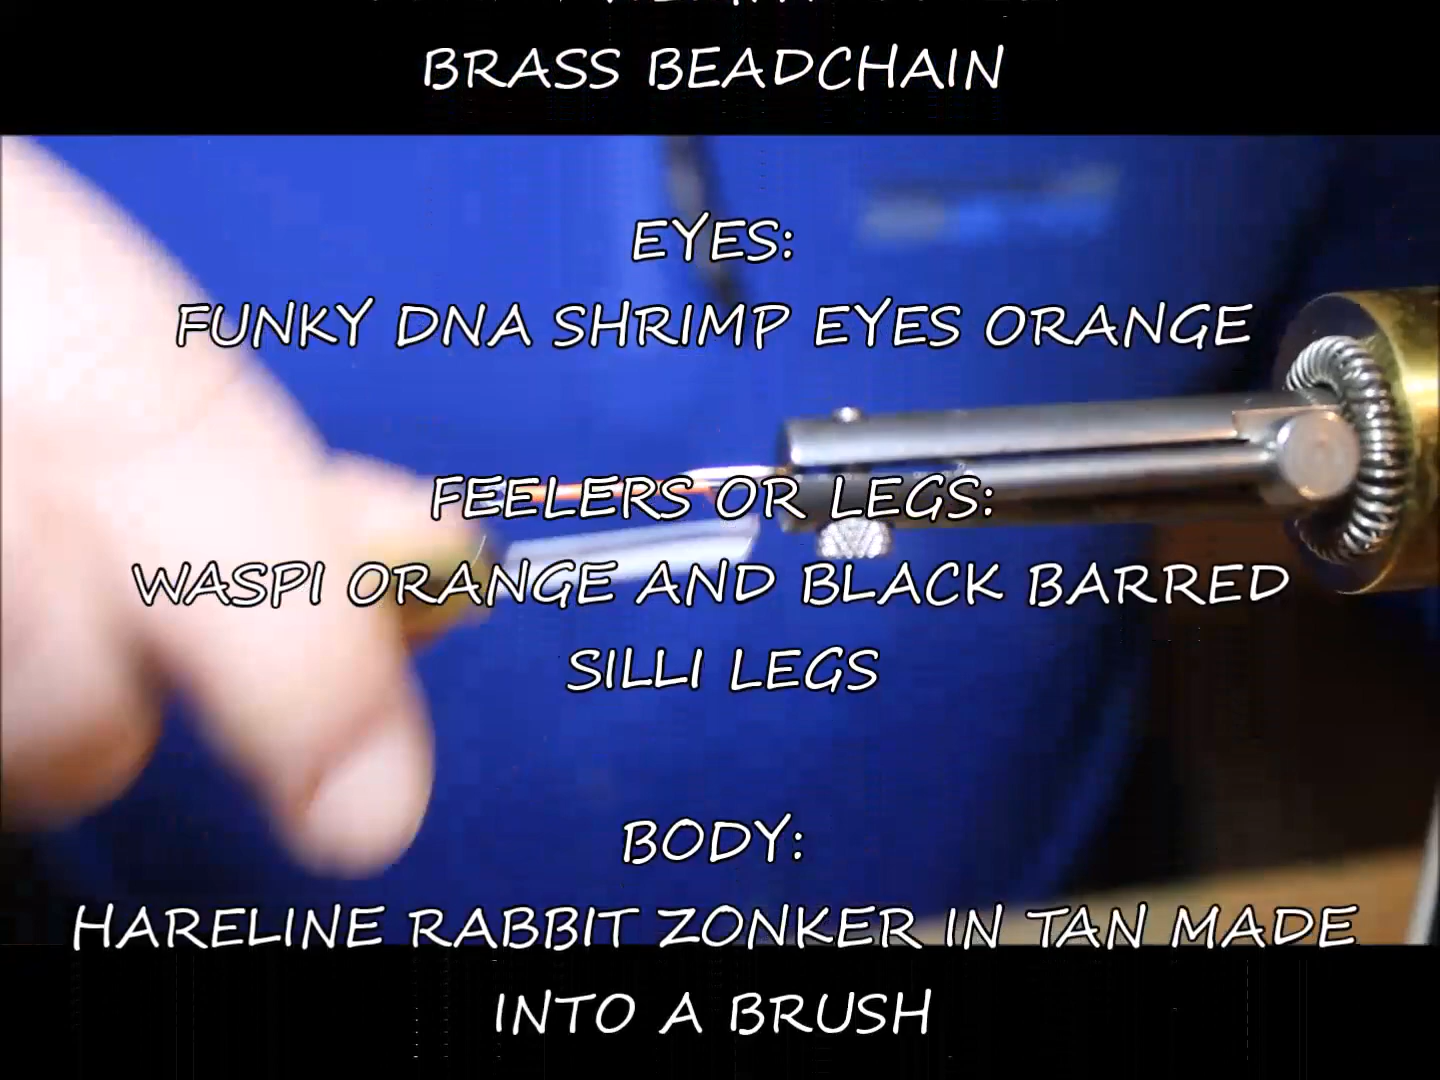 BRASS BEADCHAIN
EYES:
FUNKY DNA SHRIMP EYES ORANGE
FEELERS OR LEGS:
WASPI ORANGE AND BLACK BARRED
SILLI LEGS
BODY:
HARELINE RABBIT ZONKER IN TAN MADE
INTO A BRUSH